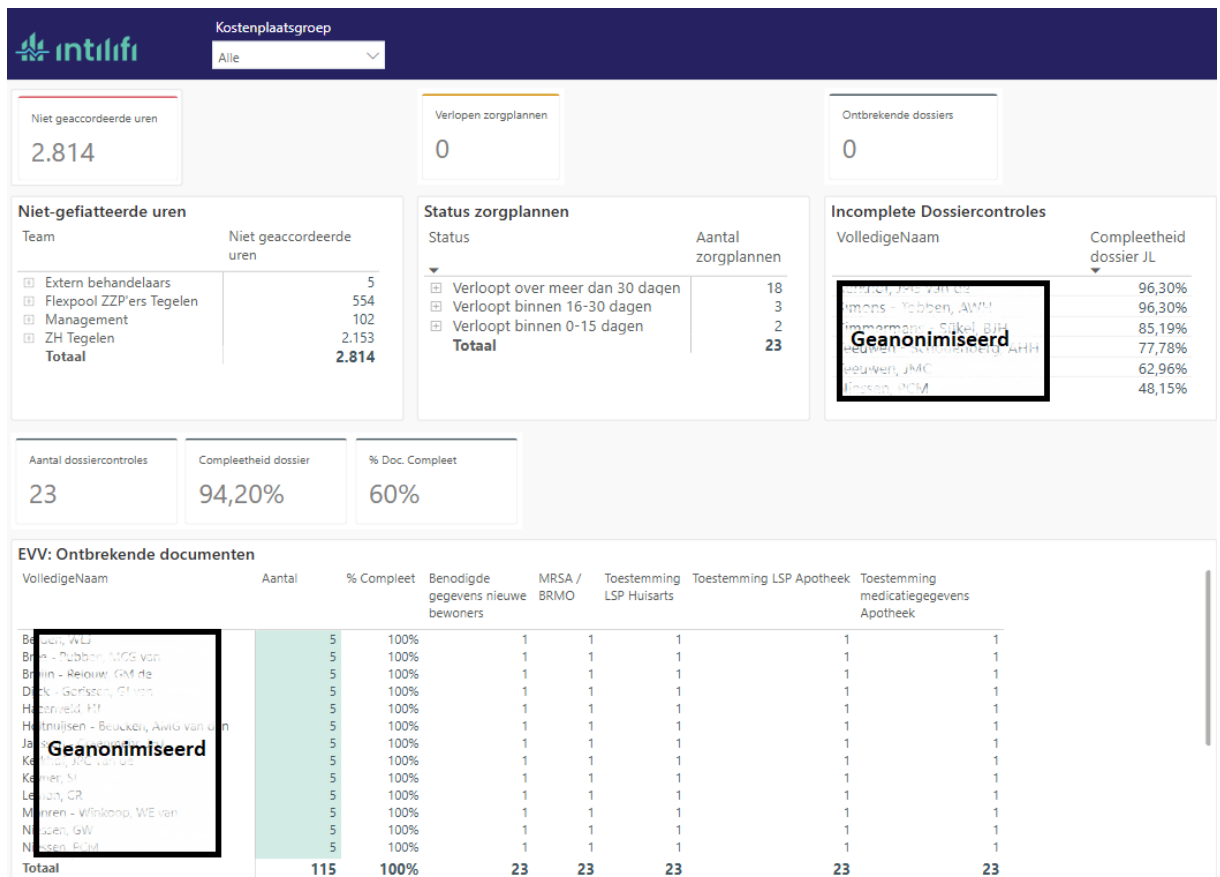 Kostenplaatsgroep
intilifi
Alle
Niet geaccordeerde uren
2.814
Verlopen zorgplannen
0
Ontbrekende dossiers
0
Niet-gefiatteerde uren
Team Niet geaccordeerde
uren
Extern behandelaars 5
Flexpool ZZP'ers Tegelen 554
Management 102
ZH Tegelen 2.153
Totaal 2.814
Status zorgplannen
Status Aantal
zorgplannen
Verloopt over meer dan 30 dagen 18
Verloopt binnen 16-30 dagen 3
Verloopt binnen 0-15 dagen 2
Totaal 23
Incomplete Dossiercontroles
VolledigeNaam Compleetheid
dossier JL
96,30%
96,30%
85,19%
Geanonimiseerd
77,78%
62,96%
48,15%
Aantal dossiercontroles
23
Compleetheid dossier
94,20%
% Doc. Compleet
60%
EVV: Ontbrekende documenten
VolledigeNaam Aantal % Compleet Benodigde MRSA / Toestemming Toestemming LSP Apotheek Toestemming
gegevens nieuwe BRMO LSP Huisarts medicatiegegevens
bewoners Apotheek
5 100% 1 1 1 1 1
5 100% 1 1 1 1 1
5 100% 1 1 1 1 1
5 100% 1 1 1 1 1
5 100% 1 1 1 1 1
5 100% 1 1 1 1 1
Geanonimiseerd 5 100% 1 1 1 1 1
5 100% 1 1 1 1 1
5 100% 1 1 1 1 1
5 100% 1 1 1 1 1
5 100% 1 1 1 1 1
5 100% 1 1 1 1 1
5 100% 1 1 1 1 1
Totaal 115 100% 23 23 23 23 23